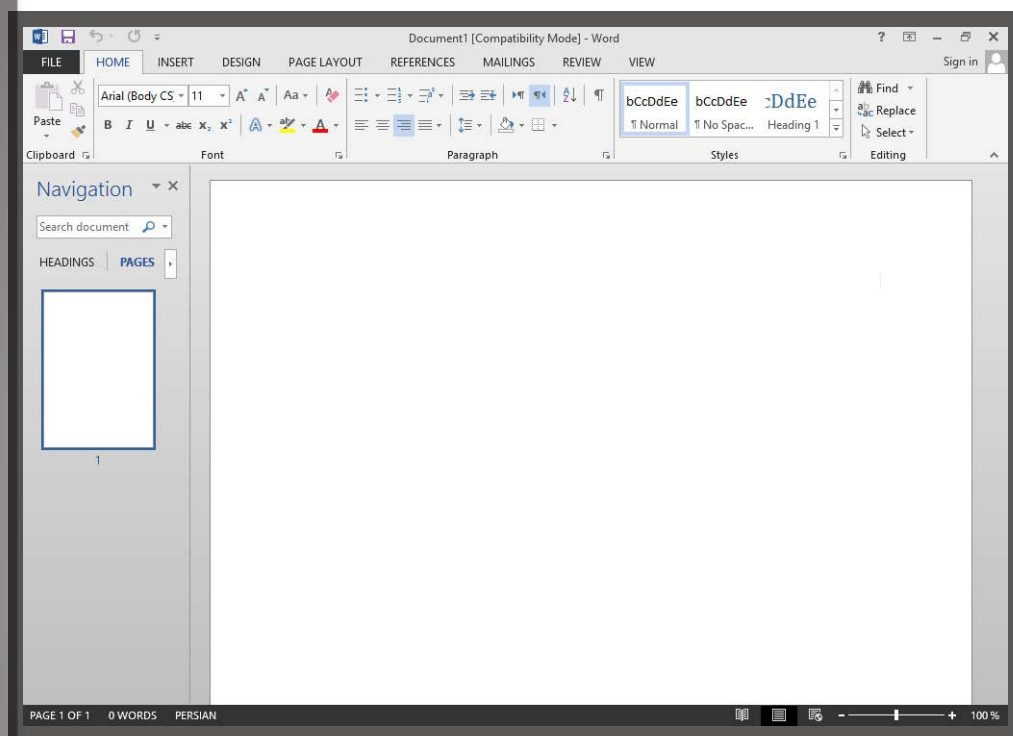 Document1 [Compatibility Mode] - Word
FILE HOME INSERT DESIGN PAGE LAYOUT REFERENCES MAILINGS REVIEW VIEW Sign in
Arial (Body CS 11 Aa Find
Paste B I U abc X₂ X² A aby A bCcDdEe bCcDdEe DdEe Replace
¶ Normal ¶ No Spac... Heading 1 Select
Clipboard Font Paragraph Styles Editing
Navigation
Search document
HEADINGS PAGES
1
PAGE 1 OF 1 0 WORDS PERSIAN 100 %